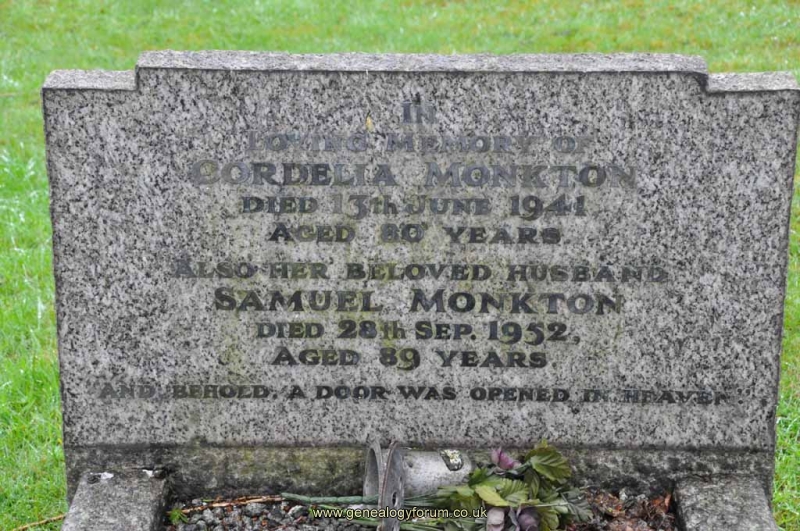 IN
LOVING MEMORY OF
CORDELIA MONKTON
DIED 13th JUNE 1941
AGED 80 YEARS
ALSO HER BELOVED HUSBAND
SAMUEL MONKTON
DIED 28th SEP. 1952,
AGED 89 YEARS.
AND, BEHOLD, A DOOR WAS OPENED IN HEAVEN
www.genealogyforum.co.uk